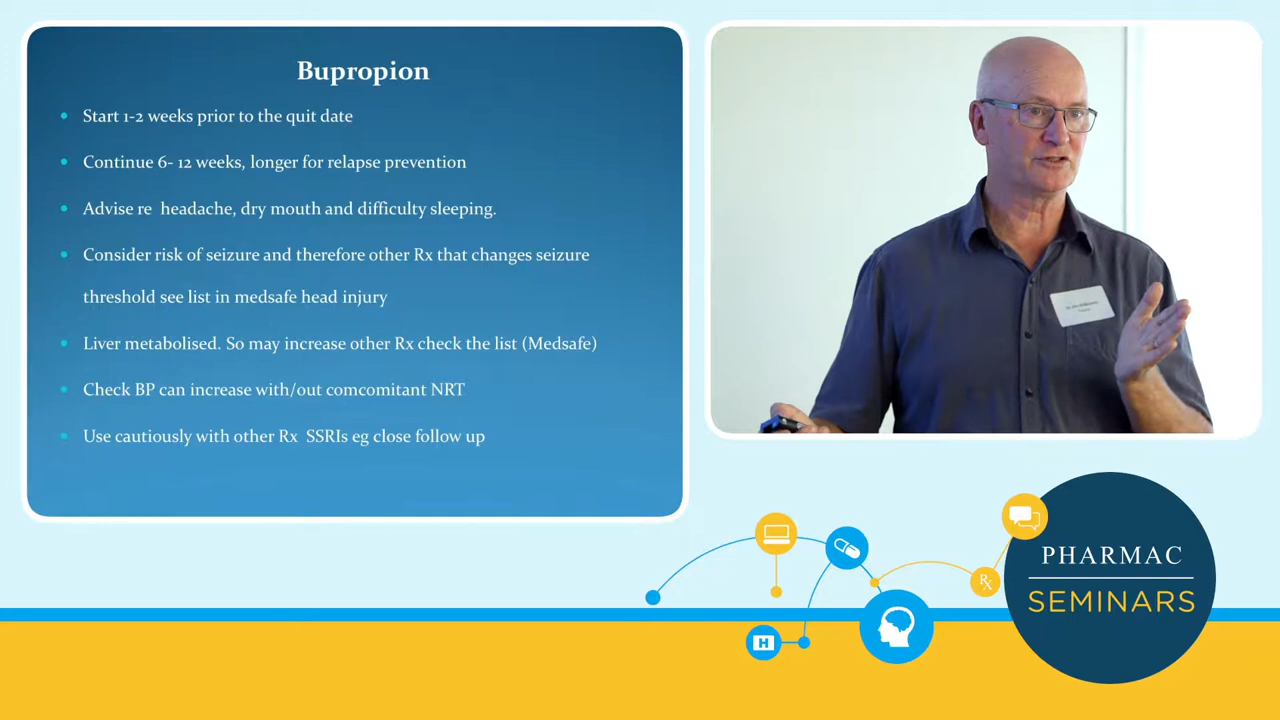 Bupropion
Start 1-2 weeks prior to the quit date
Continue 6- 12 weeks, longer for relapse prevention
Advise re  headache, dry mouth and difficulty sleeping.
Consider risk of seizure and therefore other Rx that changes seizure
threshold see list in medsafe head injury
Liver metabolised. So may increase other Rx check the list (Medsafe)
Check BP can increase with/out comcomitant NRT
Use cautiously with other Rx  SSRIs eg close follow up
Rx
H
PHARMAC
SEMINARS